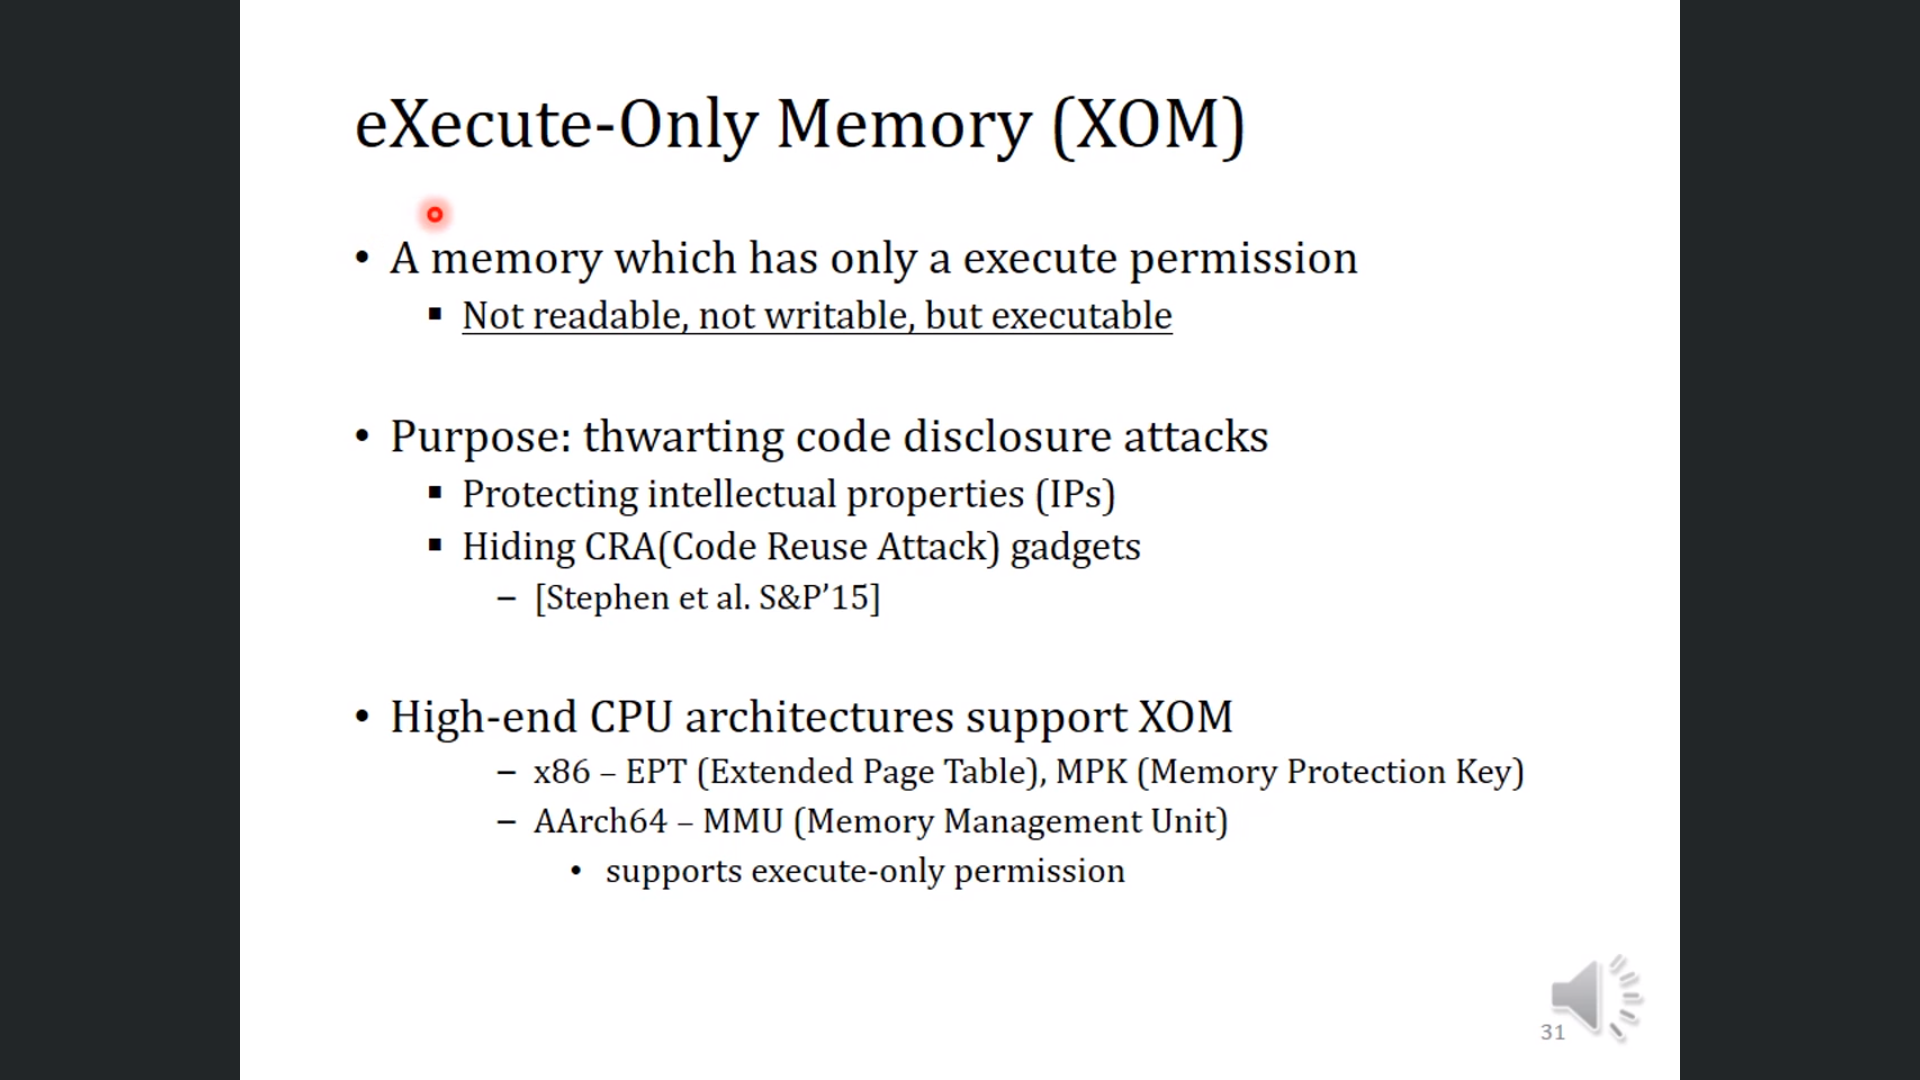 eXecute-Only Memory (XOM)
• A memory which has only a execute permission
▪ Not readable, not writable, but executable
• Purpose: thwarting code disclosure attacks
▪ Protecting intellectual properties (IPs)
▪ Hiding CRA(Code Reuse Attack) gadgets
– [Stephen et al. S&P’15]
• High-end CPU architectures support XOM
– x86 – EPT (Extended Page Table), MPK (Memory Protection Key)
– AArch64 – MMU (Memory Management Unit)
• supports execute-only permission
31